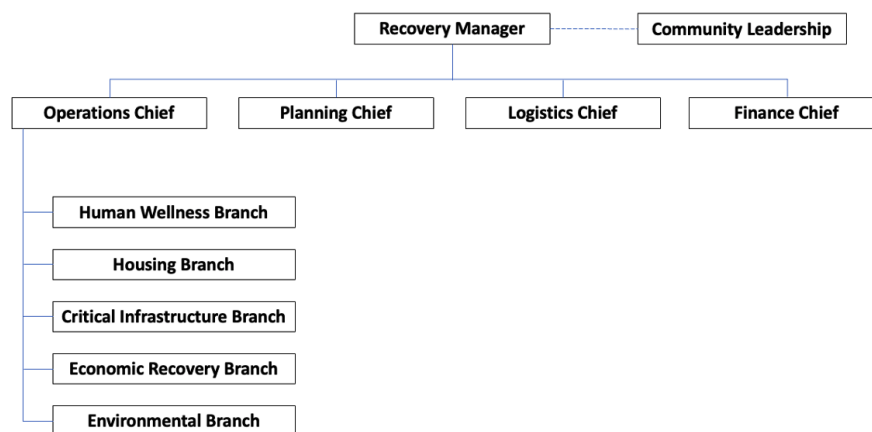 Recovery Manager
Community Leadership
Operations Chief
Planning Chief
Logistics Chief
Finance Chief
Human Wellness Branch
Housing Branch
Critical Infrastructure Branch
Economic Recovery Branch
Environmental Branch